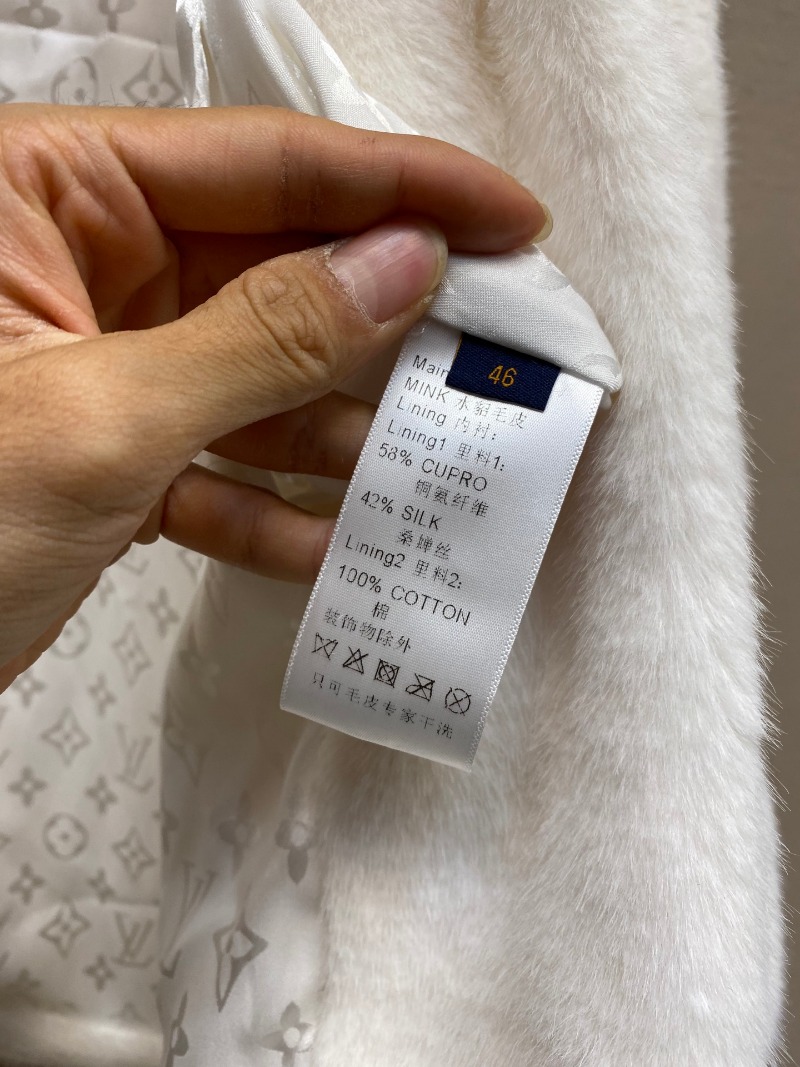 46
Main
MINK 水貂毛皮
Lining 内衬:
Lining1 里料1:
58% CUPRO
铜氨纤维
42% SILK
桑蝉丝
Lining2 里料2:
100% COTTON
棉
装饰物除外
只可毛皮专家干洗